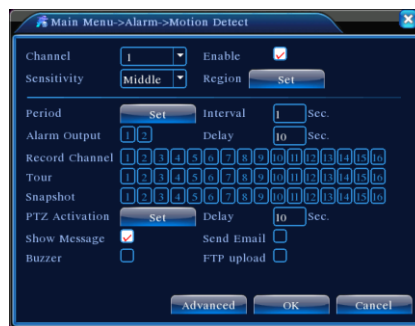 Main Menu->Alarm->Motion Detect
Channel 1 Enable
Sensitivity Middle Region Set
Period Set Interval 1 Sec.
Alarm Output 1 2 Delay 10 Sec.
Record Channel 1 2 3 4 5 6 7 8 9 10 11 12 13 14 15 16
Tour 1 2 3 4 5 6 7 8 9 10 11 12 13 14 15 16
Snapshot 1 2 3 4 5 6 7 8 9 10 11 12 13 14 15 16
PTZ Activation Set Delay 10 Sec.
Show Message Send Email
Buzzer FTP upload
Advanced OK Cancel